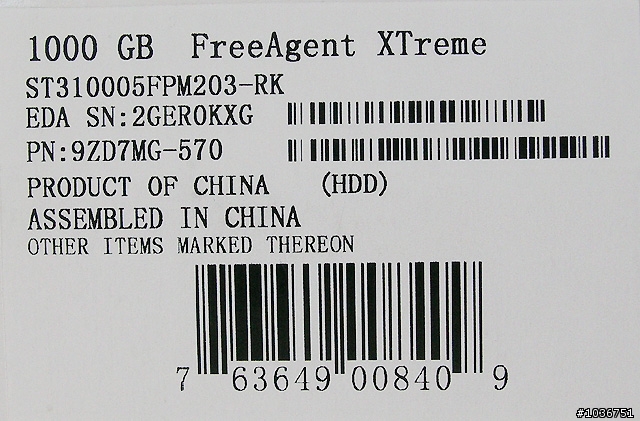 1000 GB FreeAgent XTreme
ST310005FPM203-RK
EDA SN:2GER0KXG
PN:9ZD7MG-570
PRODUCT OF CHINA (HDD)
ASSEMBLED IN CHINA
OTHER ITEMS MARKED THEREON
7 63649 00840 9
#1036751